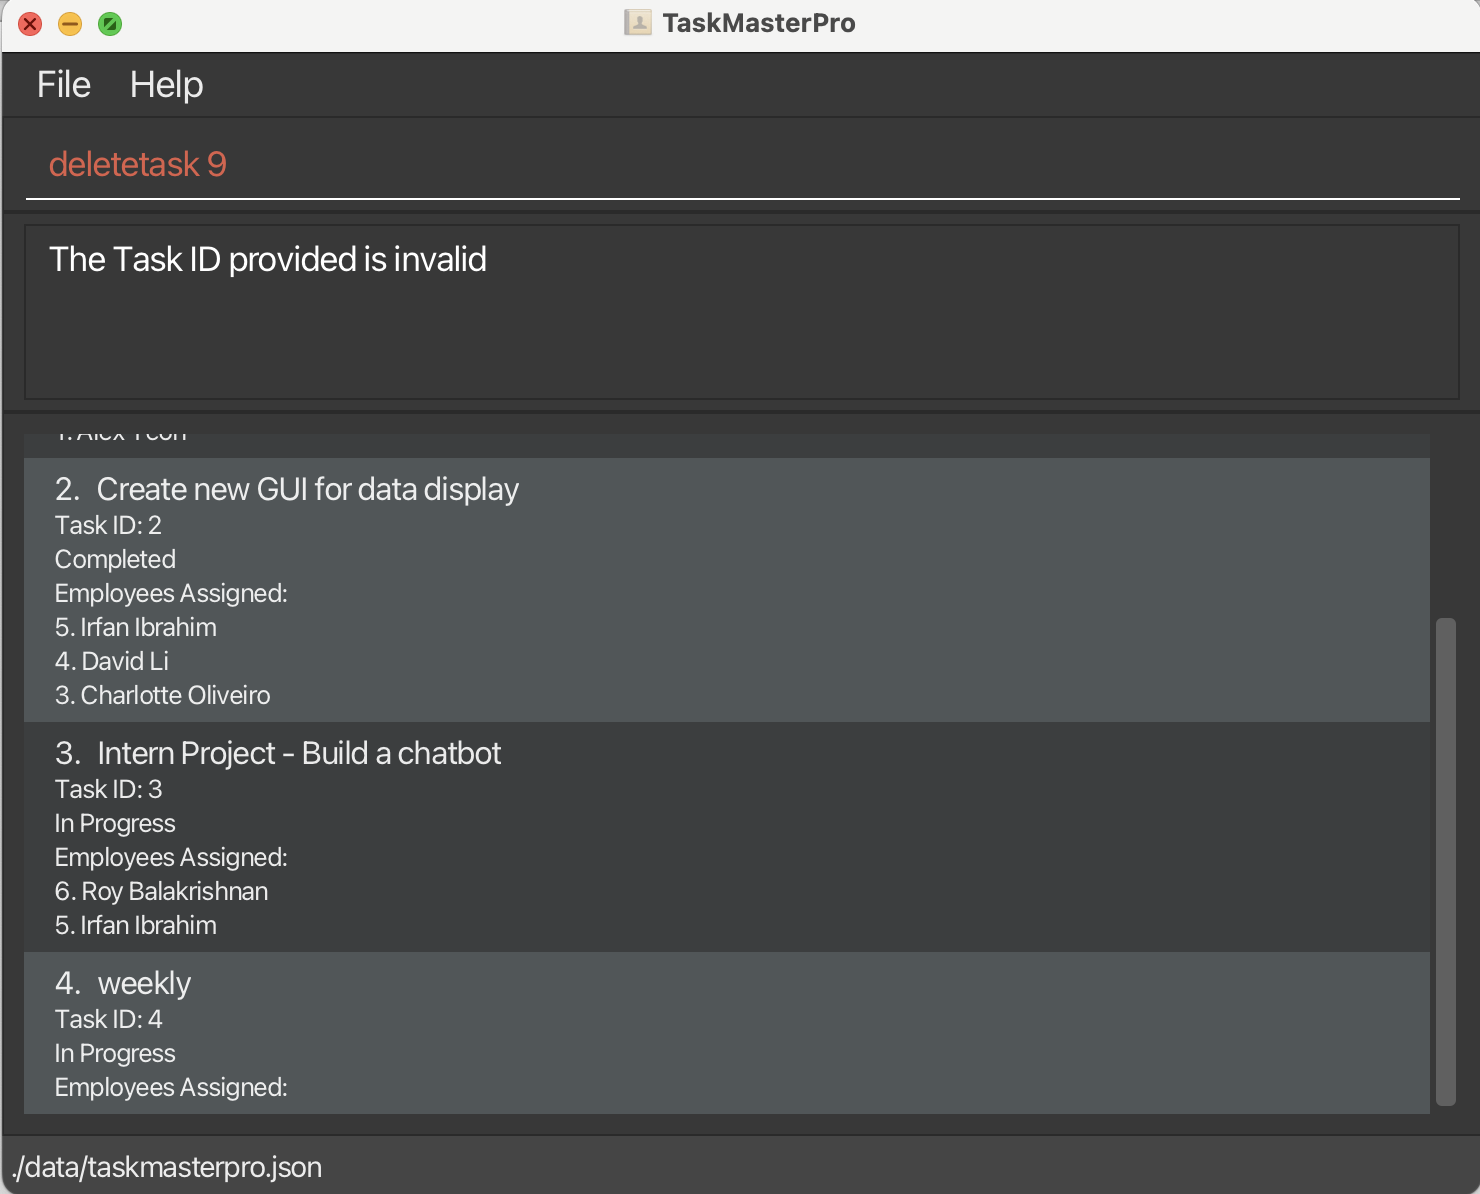 TaskMasterPro
File Help
deletetask 9
The Task ID provided is invalid
2. Create new GUI for data display
Task ID: 2
Completed
Employees Assigned:
5. Irfan Ibrahim
4. David Li
3. Charlotte Oliveiro
3. Intern Project - Build a chatbot
Task ID: 3
In Progress
Employees Assigned:
6. Roy Balakrishnan
5. Irfan Ibrahim
4. weekly
Task ID: 4
In Progress
Employees Assigned:
./data/taskmasterpro.json